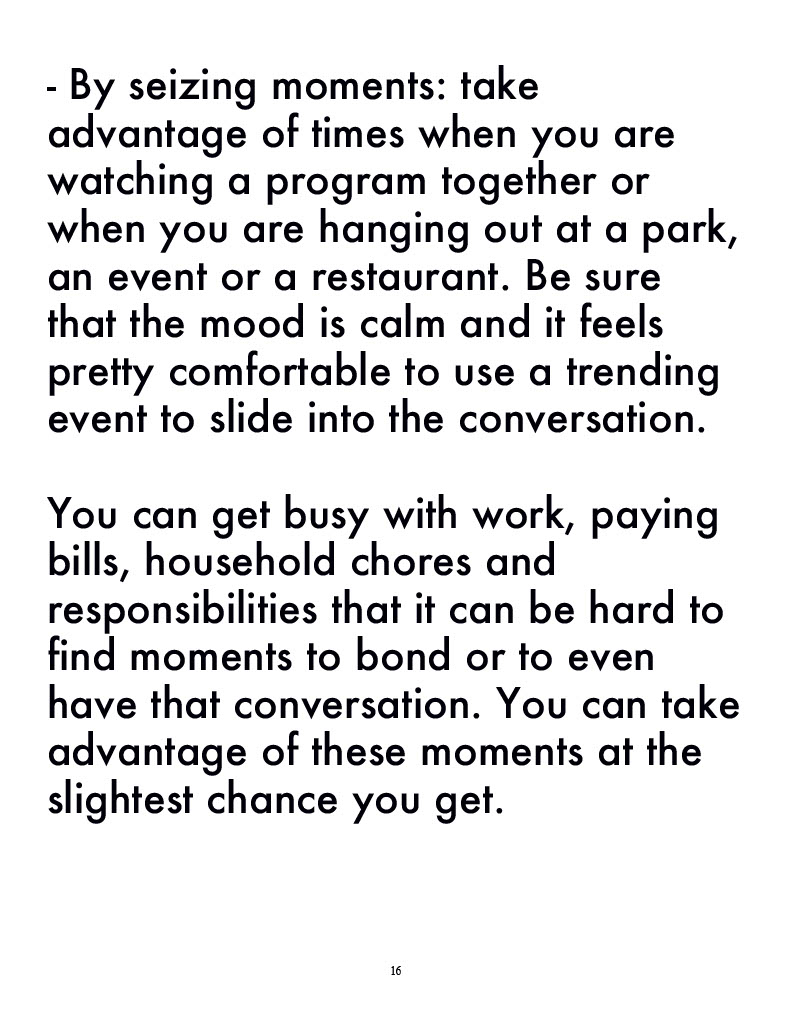 - By seizing moments: take
advantage of times when you are
watching a program together or
when you are hanging out at a park,
an event or a restaurant. Be sure
that the mood is calm and it feels
pretty comfortable to use a trending
event to slide into the conversation.
You can get busy with work, paying
bills, household chores and
responsibilities that it can be hard to
find moments to bond or to even
have that conversation. You can take
advantage of these moments at the
slightest chance you get.
16